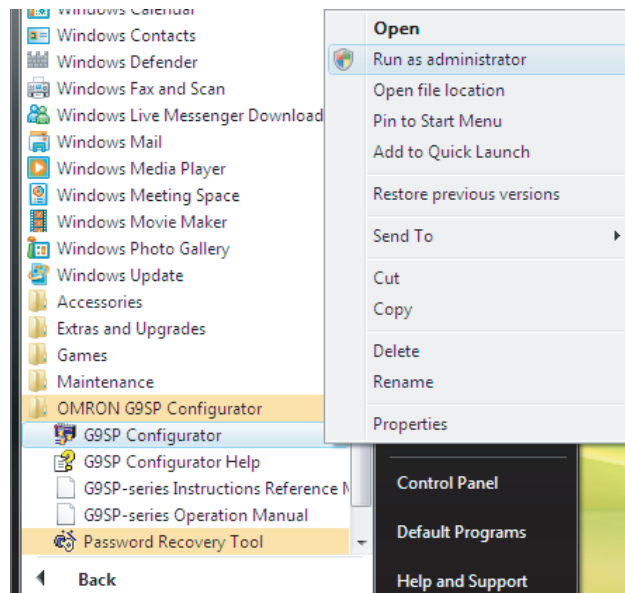 Windows Calendar
Windows Contacts
Windows Defender
Windows Fax and Scan
Windows Live Messenger Download
Windows Mail
Windows Media Player
Windows Meeting Space
Windows Movie Maker
Windows Photo Gallery
Windows Update
Accessories
Extras and Upgrades
Games
Maintenance
OMRON G9SP Configurator
G9SP Configurator
G9SP Configurator Help
G9SP-series Instructions Reference
G9SP-series Operation Manual
Password Recovery Tool
Back
Open
Run as administrator
Open file location
Pin to Start Menu
Add to Quick Launch
Restore previous versions
Send To
Cut
Copy
Delete
Rename
Properties
Control Panel
Default Programs
Help and Support